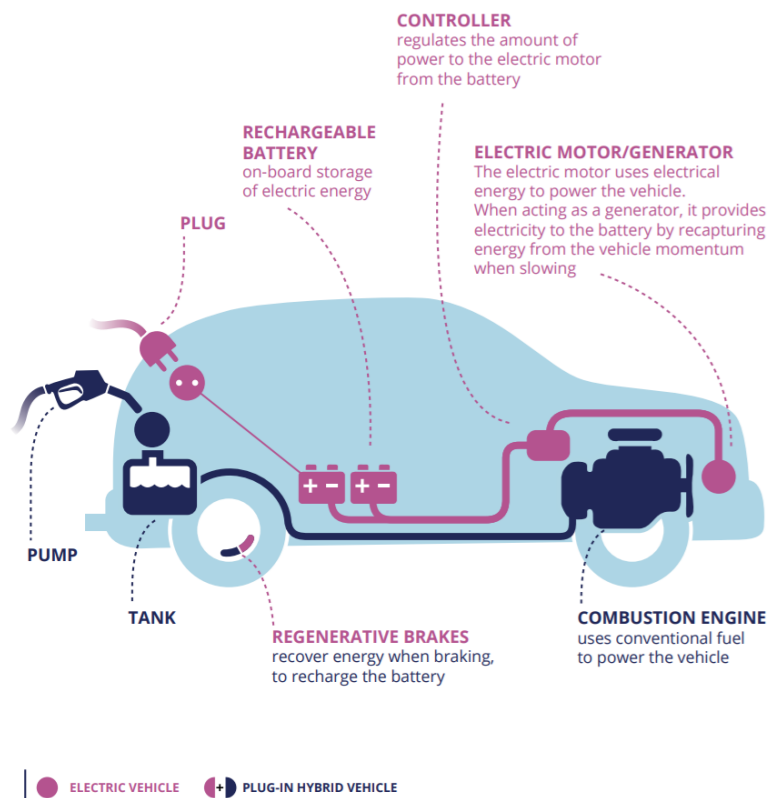 CONTROLLER
regulates the amount of
power to the electric motor
from the battery
RECHARGEABLE
BATTERY
on-board storage
of electric energy
ELECTRIC MOTOR/GENERATOR
The electric motor uses electrical
energy to power the vehicle.
When acting as a generator, it provides
electricity to the battery by recapturing
energy from the vehicle momentum
when slowing
PLUG
+ − + −
PUMP
TANK
REGENERATIVE BRAKES
recover energy when braking,
to recharge the battery
COMBUSTION ENGINE
uses conventional fuel
to power the vehicle
ELECTRIC VEHICLE
+ PLUG-IN HYBRID VEHICLE